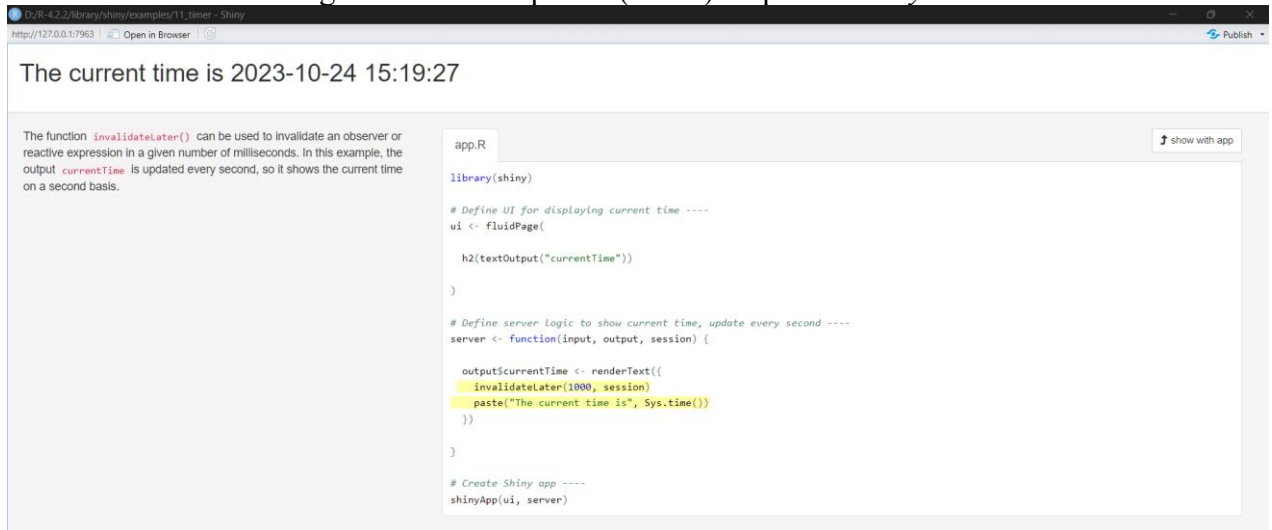 D:/R-4.2.2/library/shiny/examples/11_timer - Shiny
http://127.0.0.1:7963 Open in Browser Publish
The current time is 2023-10-24 15:19:27
The function invalidateLater() can be used to invalidate an observer or
reactive expression in a given number of milliseconds. In this example, the
output currentTime is updated every second, so it shows the current time
on a second basis.
app.R
show with app
library(shiny)
# Define UI for displaying current time ----
ui <- fluidPage(
h2(textOutput("currentTime"))
)
# Define server logic to show current time, update every second ----
server <- function(input, output, session) {
output$currentTime <- renderText({
invalidateLater(1000, session)
paste("The current time is", Sys.time())
})
}
# Create Shiny app ----
shinyApp(ui, server)